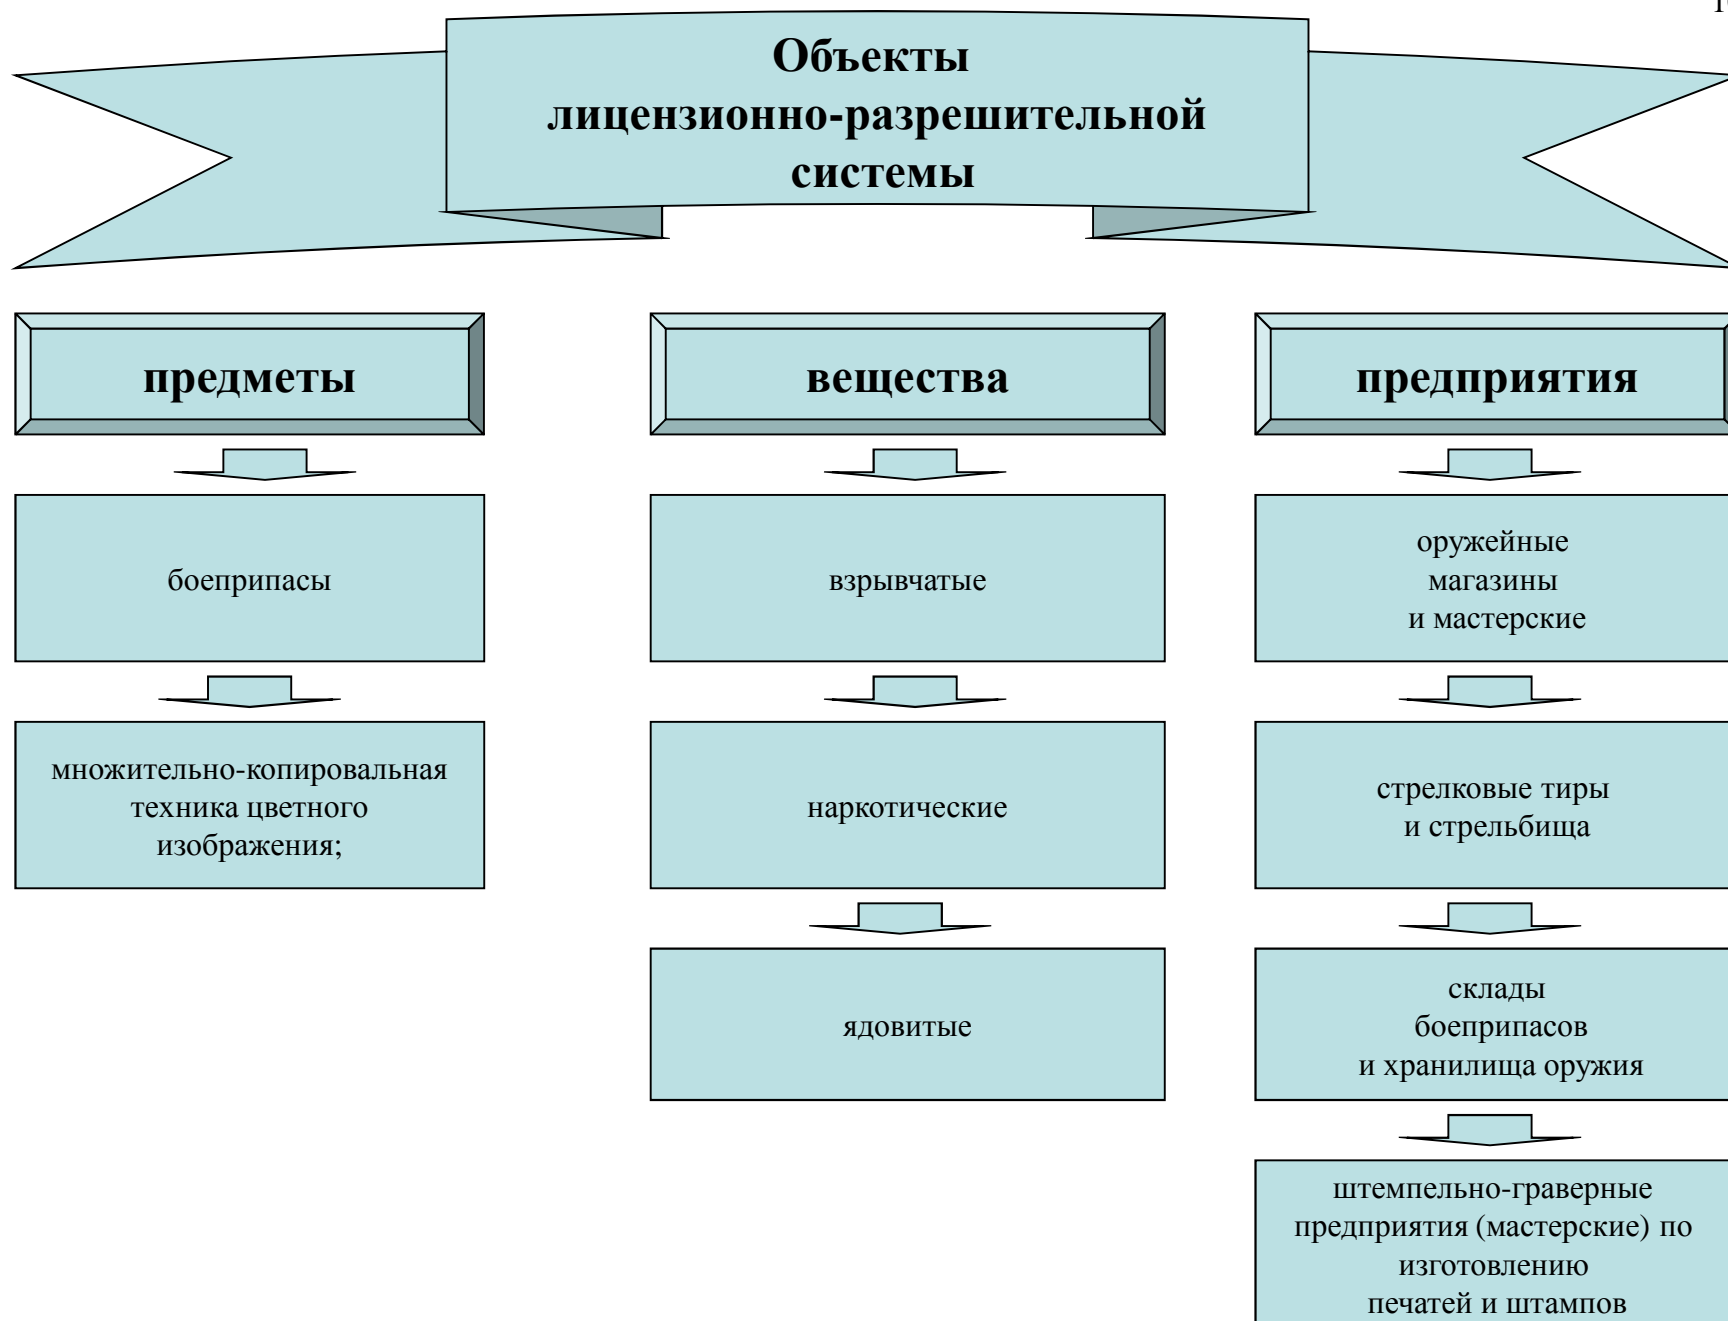 Объекты
лицензионно-разрешительной
системы
предметы
боеприпасы
множительно-копировальная
техника цветного
изображения;
вещества
взрывчатые
наркотические
ядовитые
предприятия
оружейные
магазины
и мастерские
стрелковые тиры
и стрельбища
склады
боеприпасов
и хранилища оружия
штемпельно-граверные
предприятия (мастерские) по
изготовлению
печатей и штампов